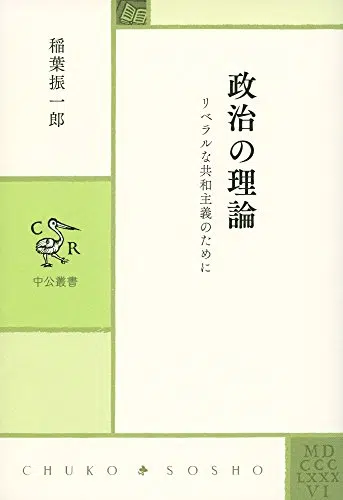 政治の理論
リベラルな共和主義のために
稲葉振一郎
C
R
中公叢書
CHUKO SOSHO
MD
CCC
LXXX
VI